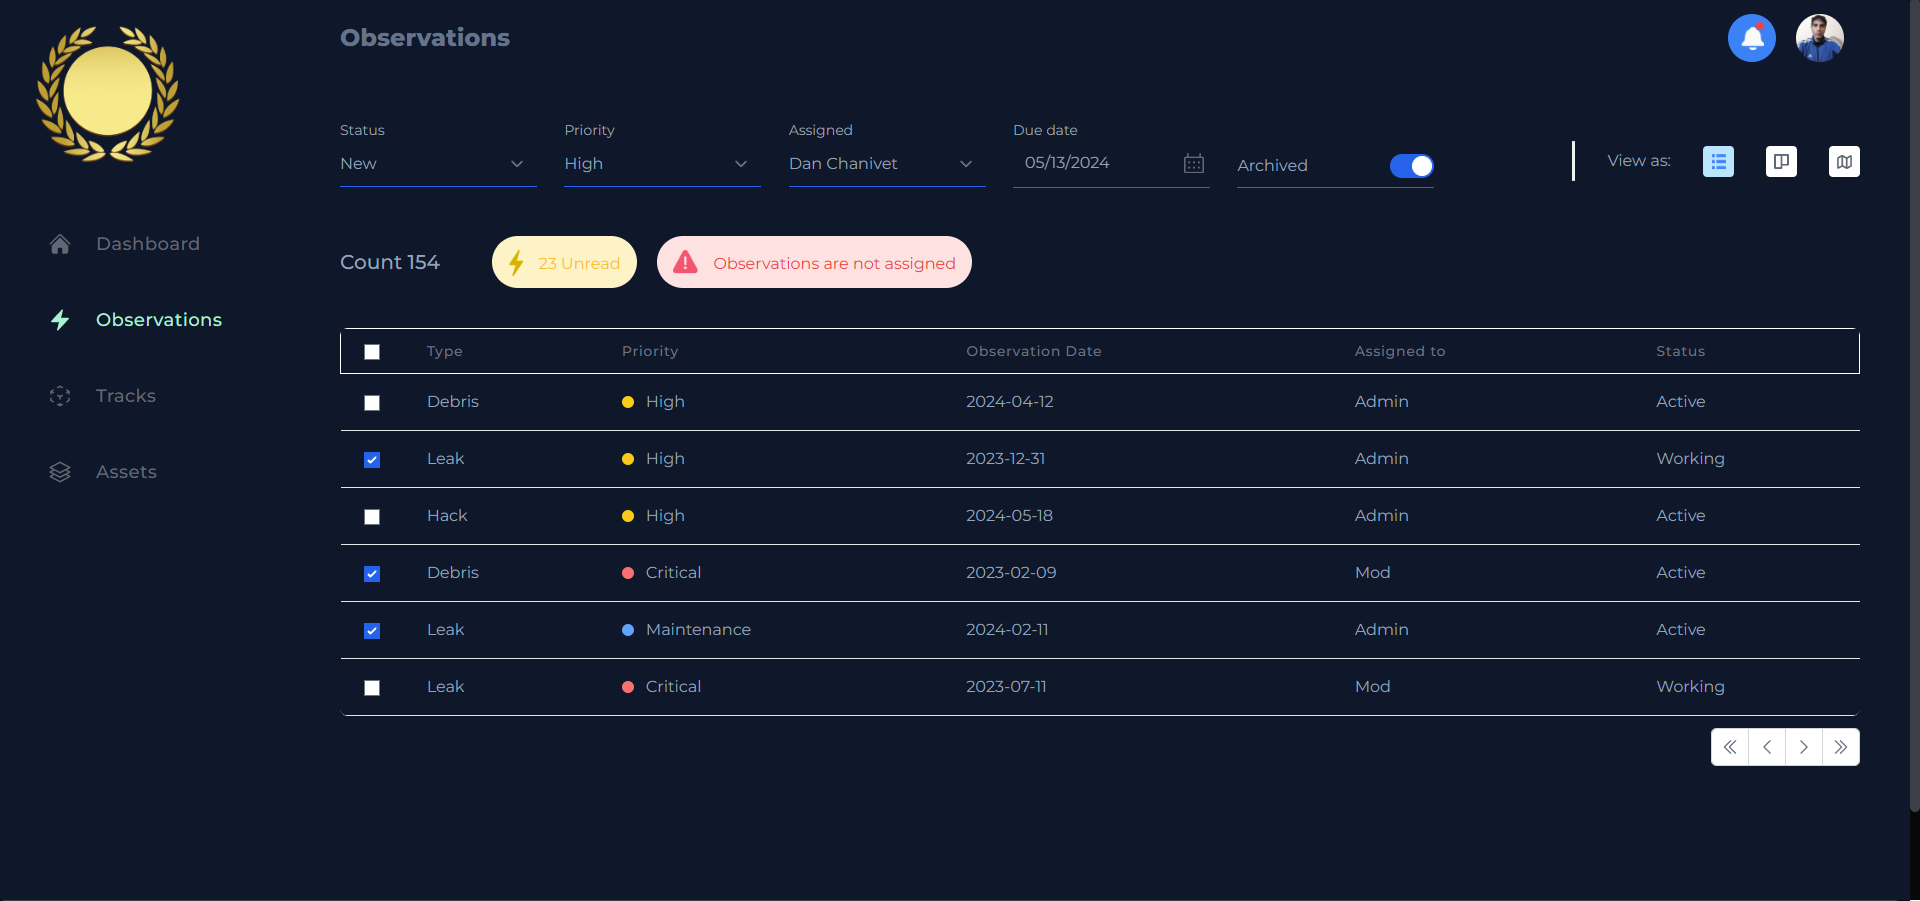 Observations
Status
Priority
Assigned
Due date
New
High
Dan Chanivet
05/13/2024
Archived
View as:
Dashboard
Observations
Tracks
Assets
Count 154
23 Unread
Observations are not assigned
Type Priority Observation Date Assigned to Status
Debris High 2024-04-12 Admin Active
Leak High 2023-12-31 Admin Working
Hack High 2024-05-18 Admin Active
Debris Critical 2023-02-09 Mod Active
Leak Maintenance 2024-02-11 Admin Active
Leak Critical 2023-07-11 Mod Working